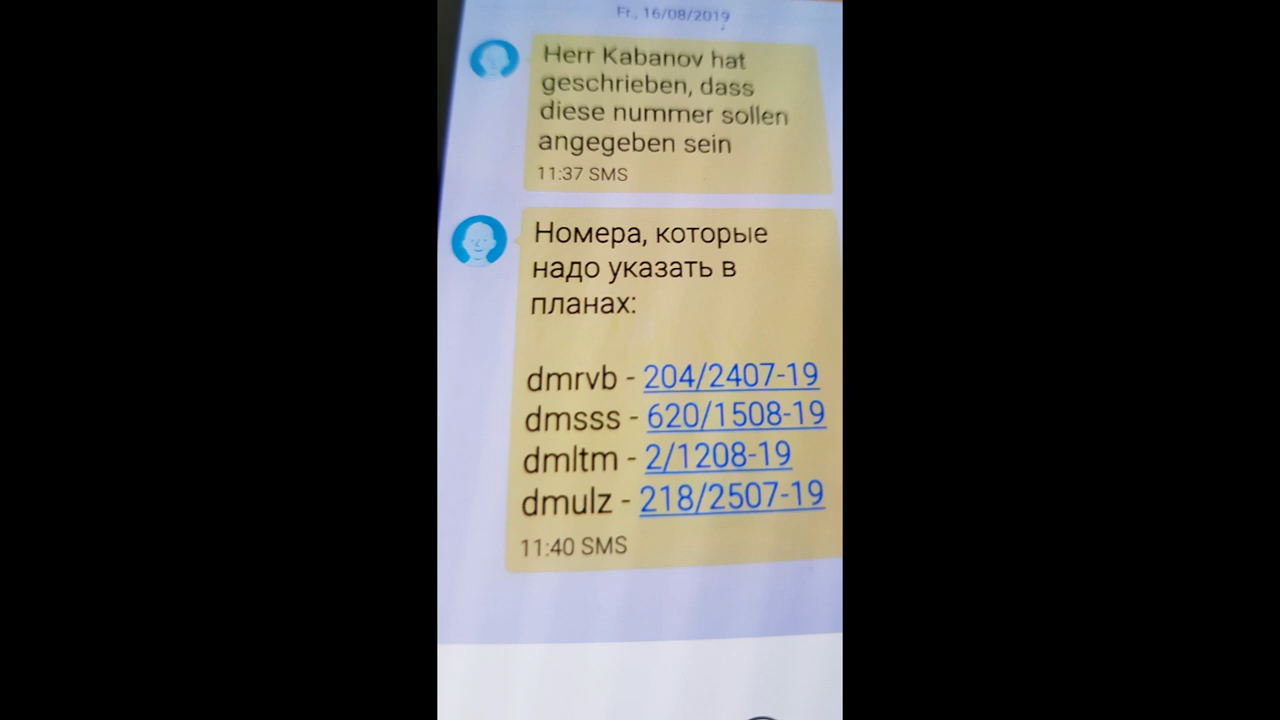 Fr., 16/08/2019
Herr Kabanov hat
geschrieben, dass
diese nummer sollen
angegeben sein
11:37 SMS
Номера, которые
надо указать в
планах:
dmrvb - 204/2407-19
dmsss - 620/1508-19
dmltm - 2/1208-19
dmulz - 218/2507-19
11:40 SMS